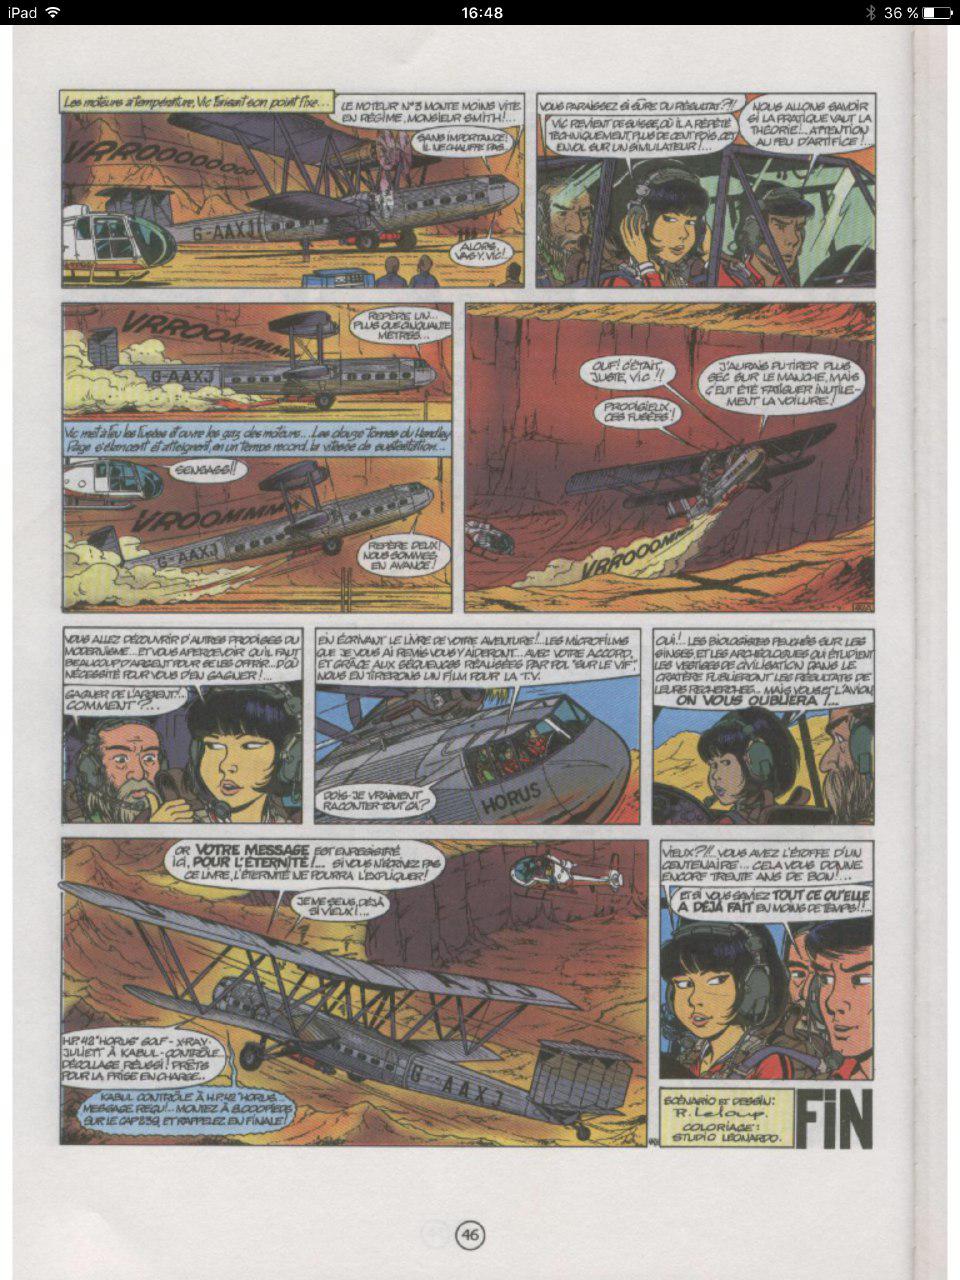 iPad
16:48
36 %
Les moteurs à température, Vic faisant son point fixe...
LE MOTEUR N°3 MONTE MOINS VITE
EN RÉGIME, MONSIEUR SMITH!...
SANS IMPORTANCE!
IL NE CHAUFFE PAS...
VRROOOOOOOOO
G-AAXJ
ALORS,
VAS-Y, VIC!
VOUS PARAISSEZ SI SÛRE DU RÉSULTAT?!!
VIC REVIENT DE SUISSE, OÙ IL A RÉPÉTÉ
TECHNIQUEMENT, PLUS DE CENT FOIS, CET
ENVOL SUR UN SIMULATEUR!...
NOUS ALLONS SAVOIR
SI LA PRATIQUE VAUT LA
THÉORIE!... ATTENTION
AU FEU D'ARTIFICE!...
VRROOMMMM
REPÈRE UN...
PLUS QUE CINQUANTE
MÈTRES...
G-AAXJ
Vic met à feu les fusées et ouvre les gaz des moteurs... Les douze tonnes du Handley
Page s'élancent et atteignent, en un temps record, la vitesse de sustentation...
SENSASS!!
VROOMMMM
G-AAXJ
REPÈRE DEUX!
NOUS SOMMES
EN AVANCE!
OUF! C'ÉTAIT
JUSTE, VIC!!
PRODIGIEUX,
CES FUSÉES!
J'AURAIS PU TIRER PLUS
SEC SUR LE MANCHE, MAIS
C'EUT ÉTÉ FATIGUER INUTILE-
MENT LA VOILURE!
VRROOOMM
VOUS ALLEZ DÉCOUVRIR D'AUTRES PRODIGES DU
MODERNISME... ET VOUS APERCEVOIR QU'IL FAUT
BEAUCOUP D'ARGENT POUR SE LES OFFRIR... D'OÙ
NÉCESSITÉ POUR VOUS D'EN GAGNER!...
GAGNER DE L'ARGENT?..
COMMENT?...
EN ÉCRIVANT LE LIVRE DE VOTRE AVENTURE!... LES MICROFILMS
QUE JE VOUS AI REMIS VOUS Y AIDERONT... AVEC VOTRE ACCORD,
ET GRÂCE AUX SÉQUENCES RÉALISÉES PAR POL "SUR LE VIF",
NOUS EN TIRERONS UN FILM POUR LA T.V.
DOIS-JE VRAIMENT
RACONTER TOUT ÇA?
HORUS
OUI!... LES BIOLOGISTES PENCHÉS SUR LES
SINGES, ET LES ARCHÉOLOGUES QUI ÉTUDIENT
LES VESTIGES DE CIVILISATION DANS LE
CRATÈRE PUBLIERONT LES RÉSULTATS DE
LEURS RECHERCHES... MAIS VOUS ET L'AVION,
ON VOUS OUBLIERA!...
OR VOTRE MESSAGE EST ENREGISTRÉ
ICI, POUR L'ÉTERNITÉ!... SI VOUS N'ÉCRIVEZ PAS
CE LIVRE, L'ÉTERNITÉ NE POURRA L'EXPLIQUER!
JE ME SENS, DÉJÀ
SI VIEUX!...
H.P. 42 "HORUS" GOLF - X-RAY-
JULIETT À KABUL-CONTRÔLE
DÉCOLLAGE RÉUSSI! PRÊTS
POUR LA PRISE EN CHARGE...
KABUL CONTRÔLE À H.P.42 "HORUS"...
MESSAGE REÇU!... MONTEZ À 8.000 PIEDS
SUR LE CAP 239, ET RAPPELEZ EN FINALE!
G-AAXJ
VIEUX?!!.. VOUS AVEZ L'ÉTOFFE D'UN
CENTENAIRE... CELA VOUS DONNE
ENCORE TRENTE ANS DE BON!...
ET SI VOUS SAVIEZ TOUT CE QU'ELLE
A DÉJÀ FAIT EN MOINS DE TEMPS!!...
SCÉNARIO ET DESSIN:
R. Leloup.
COLORIAGE:
STUDIO LEONARDO.
FIN
46